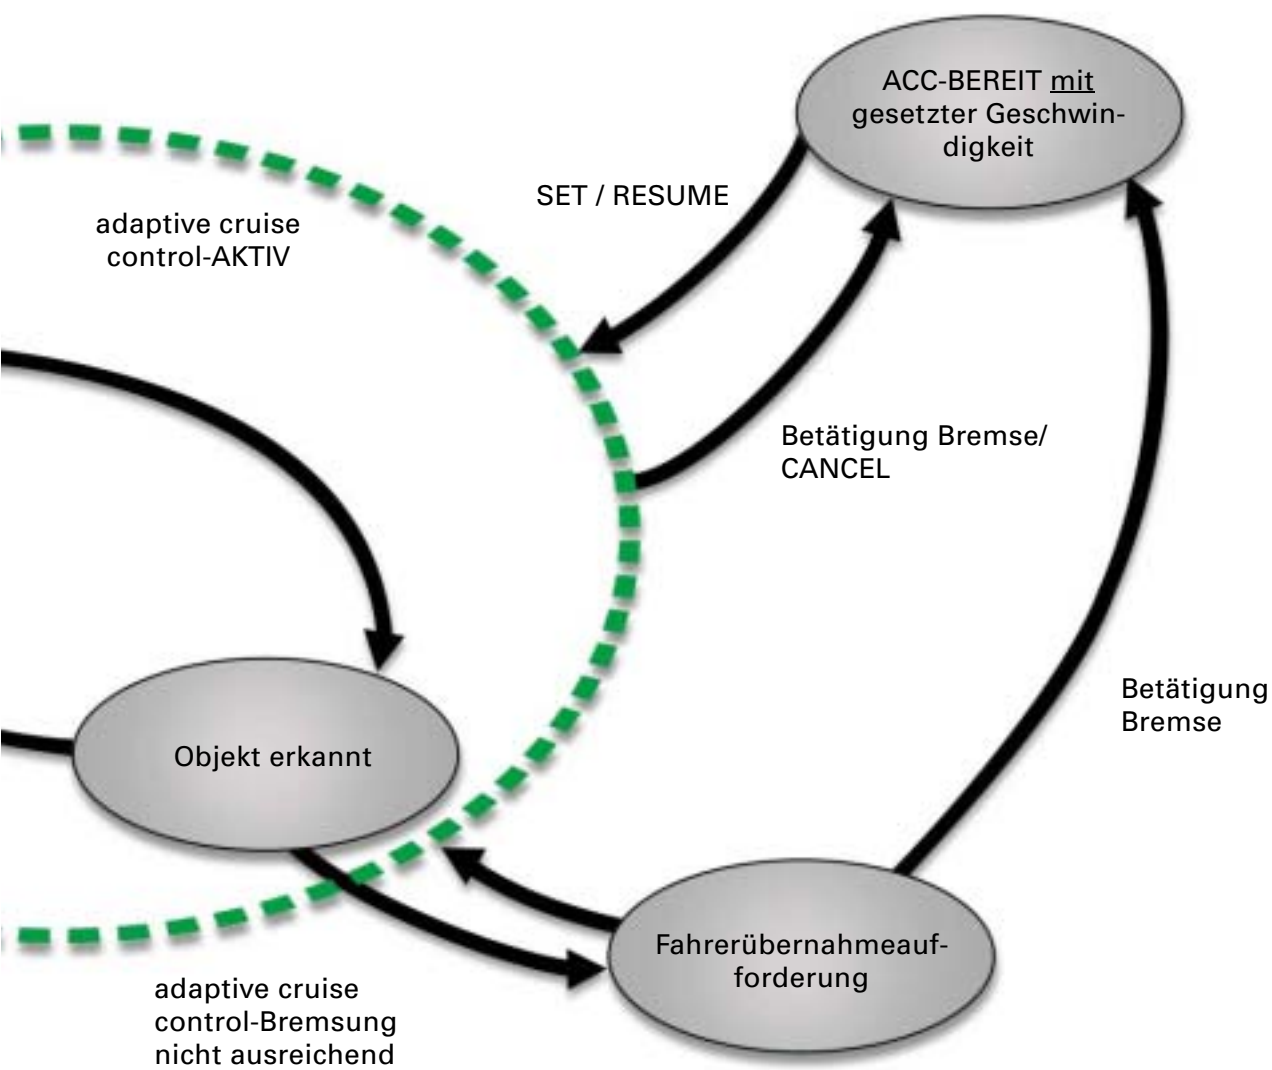 ACC-BEREIT mit
gesetzter Geschwin-
digkeit
SET / RESUME
adaptive cruise
control-AKTIV
Betätigung Bremse/
CANCEL
Betätigung
Bremse
Objekt erkannt
Fahrerübernahmeauf-
forderung
adaptive cruise
control-Bremsung
nicht ausreichend